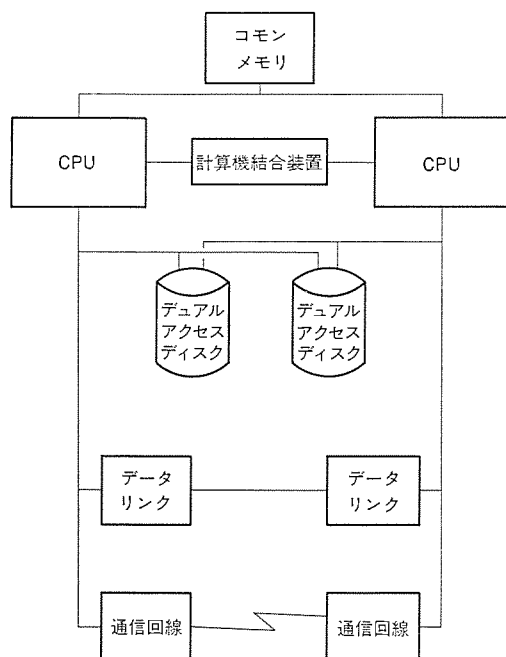 コモン
メモリ
CPU
計算機結合装置
CPU
デュアル
アクセス
ディスク
デュアル
アクセス
ディスク
データ
リンク
データ
リンク
通信回線
通信回線